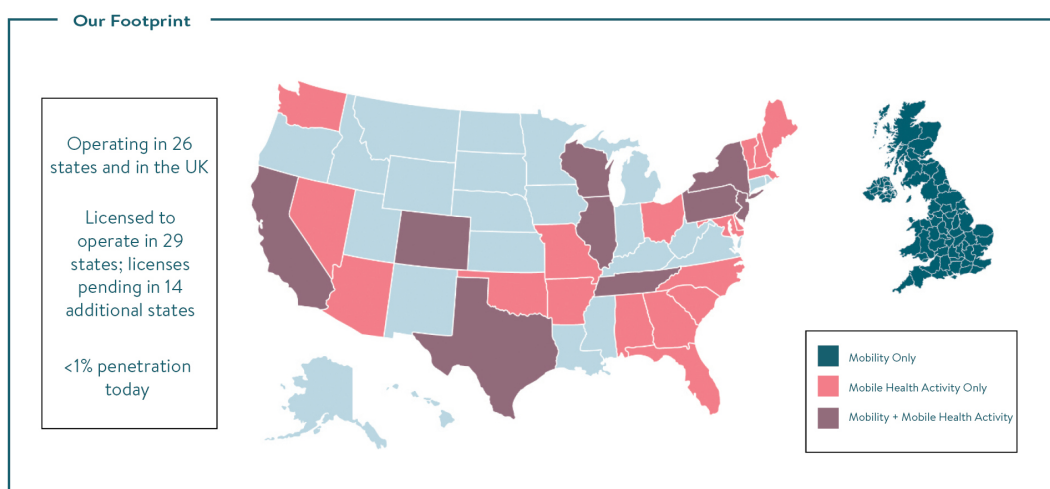 Our Footprint
Operating in 26
states and in the UK
Licensed to
operate in 29
states; licenses
pending in 14
additional states
<1% penetration
today
Mobility Only
Mobile Health Activity Only
Mobility + Mobile Health Activity